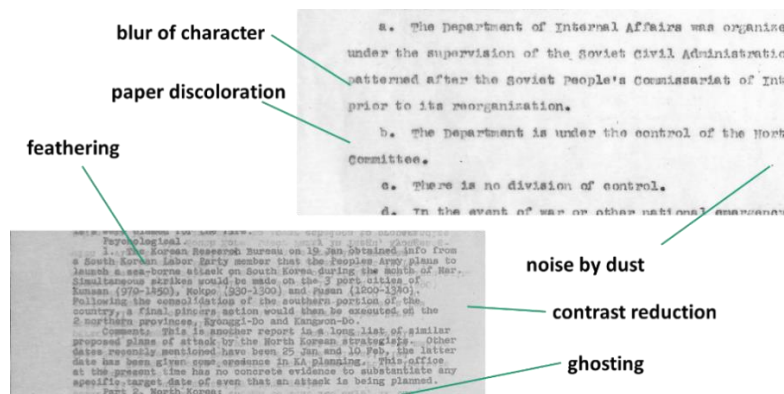 blur of character
paper discoloration
feathering
a. The Department of Internal Affairs was organize
under the supervision of the Soviet Civil Administratio
patterned after the Soviet People's Commissariat of Int
prior to its reorganization.
b. The Department is under the control of the Nort
Committee.
c. There is no division of control.
d. In the event of war or other national emergency
Psychological.
1. The Korean Research Bureau on 19 Jan obtained info from
a South Korean Labor Party member that the Peoples Army plans to
launch a sea-borne attack on South Korea during the month of Mar.
Simultaneous strikes would be made on the 3 port cities of
Kunsan (970-1450), Mokpo (930-1300) and Pusan (1200-1340).
Following the consolidation of the southern portion of the
country, a final pincers action would then be executed on the
2 northern provinces, Kyonggi-Do and Kangwon-Do.
Comment: This is another report in a long list of similar
proposed plans of attack by the North Korean strategists. Other
dates recently mentioned have been 25 Jan and 10 Feb, the latter
date has been given some credence in KA planning. This office
at the present time has no concrete evidence to substantiate any
specific target date or even that an attack is being planned.
Part 2. North Korea:
noise by dust
contrast reduction
ghosting